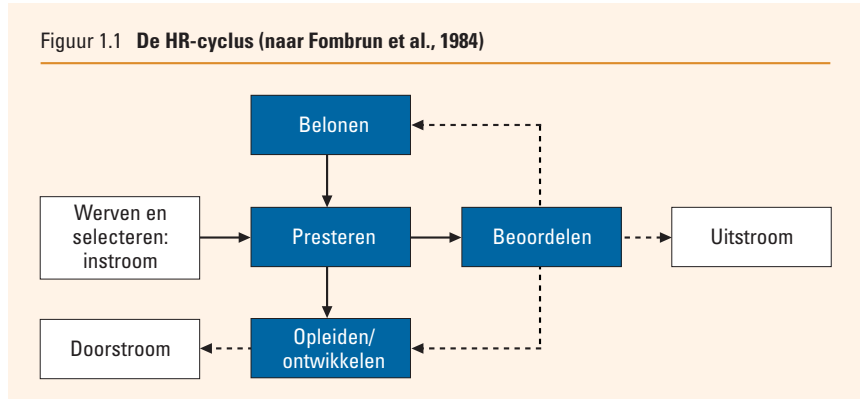 Figuur 1.1 De HR-cyclus (naar Fombrun et al., 1984)
Belonen
Werven en
selecteren:
instroom
Presteren
Beoordelen
Uitstroom
Doorstroom
Opleiden/
ontwikkelen